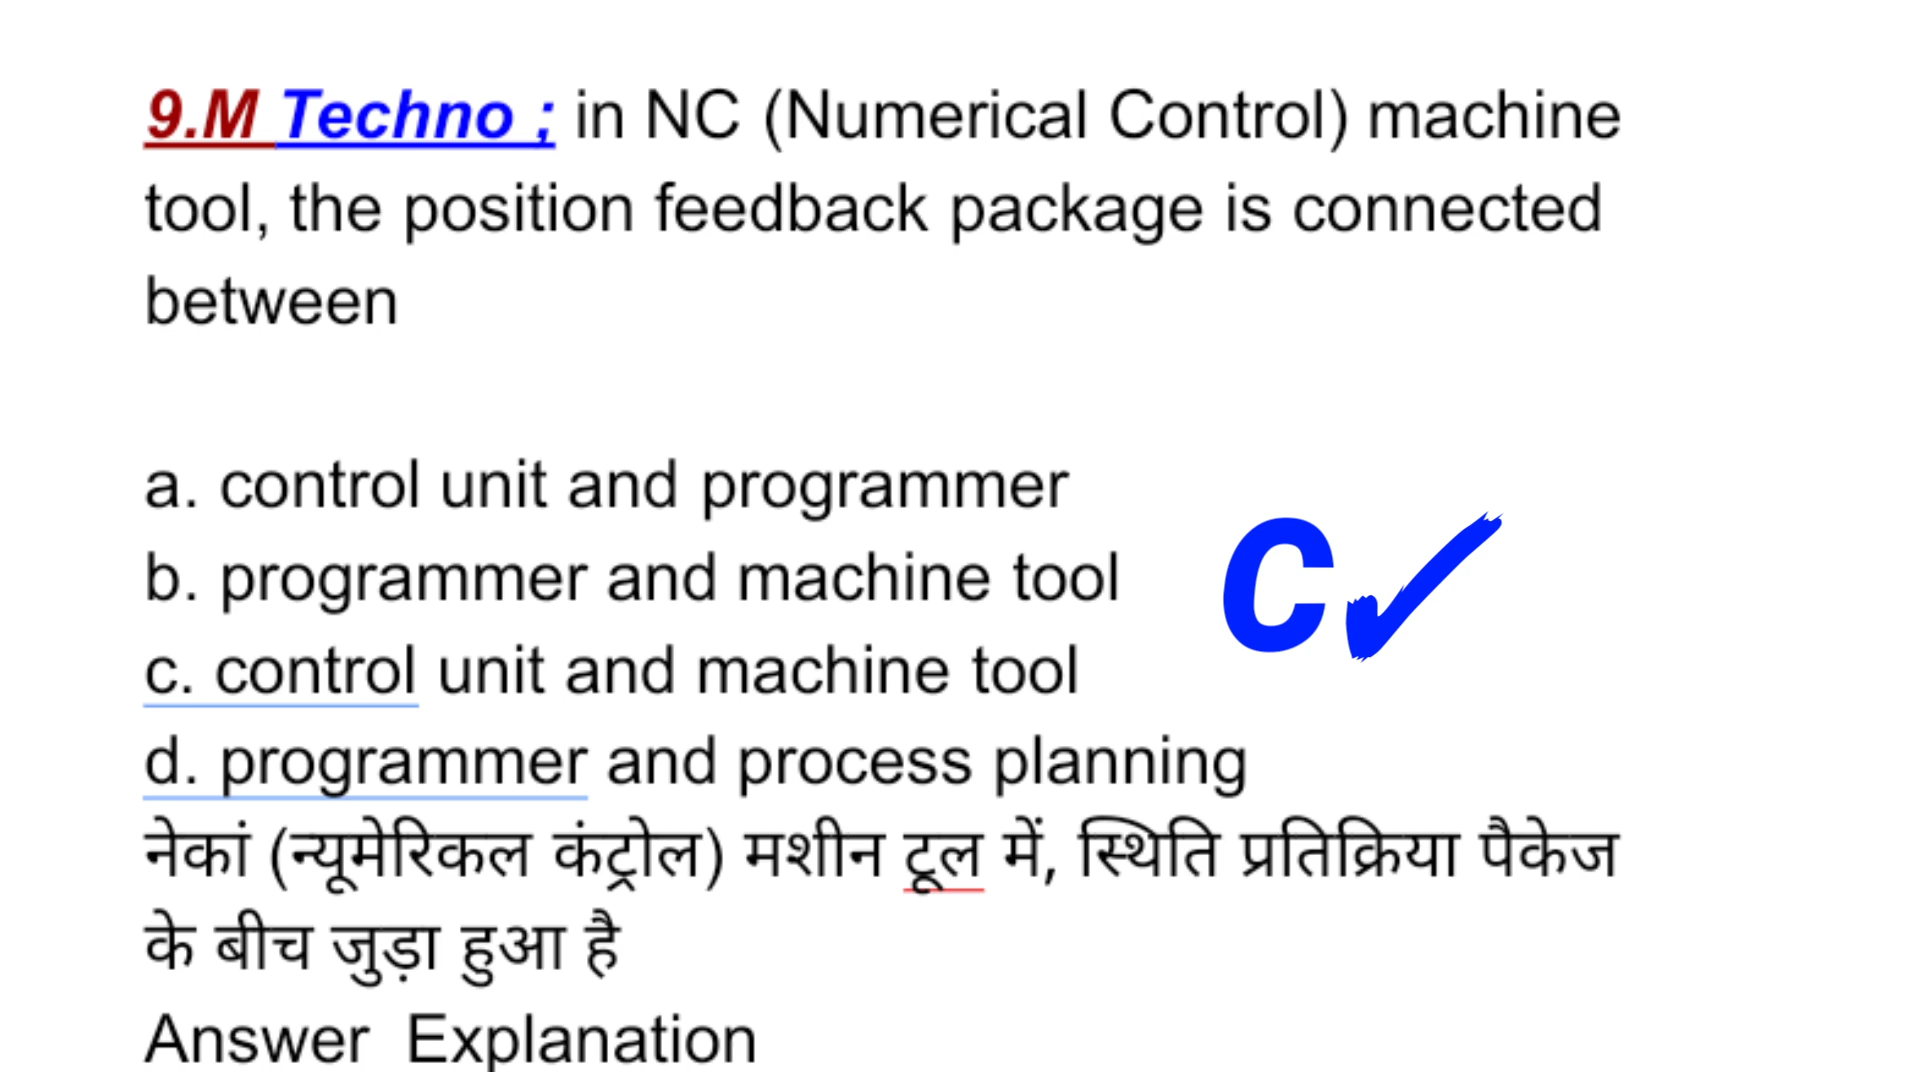 9.M Techno ; in NC (Numerical Control) machine
tool, the position feedback package is connected
between
a. control unit and programmer
b. programmer and machine tool
c. control unit and machine tool
d. programmer and process planning
C✓
नेकां (न्यूमेरिकल कंट्रोल) मशीन टूल में, स्थिति प्रतिक्रिया पैकेज
के बीच जुड़ा हुआ है
Answer Explanation